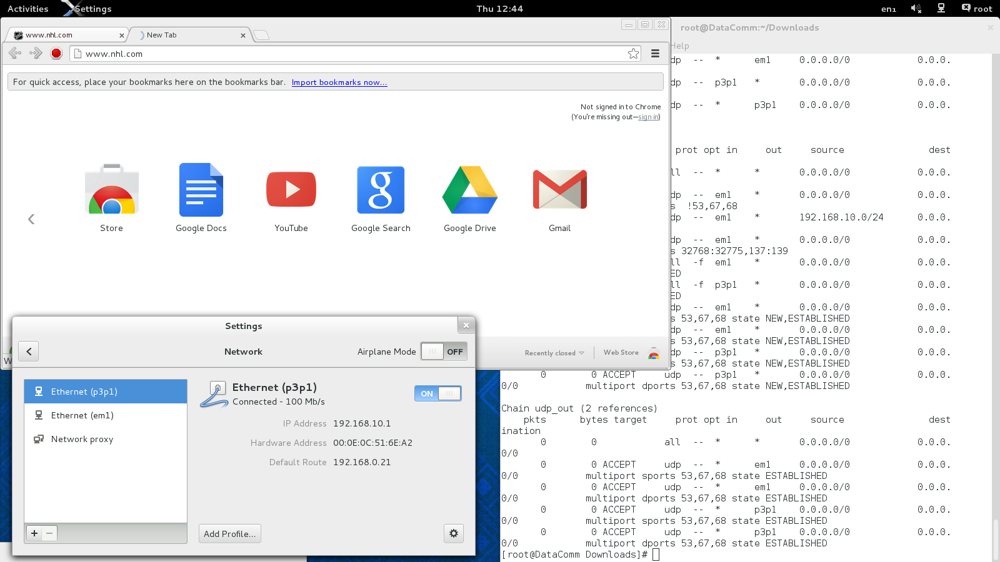 Activities
Settings
Thu 12:44
en₁
root
www.nhl.com
New Tab
www.nhl.com
For quick access, place your bookmarks here on the bookmarks bar. Import bookmarks now...
Not signed in to Chrome
(You're missing out—sign in)
Store
Google Docs
YouTube
Google Search
Google Drive
Gmail
Recently closed
Web Store
W
Settings
Network
Airplane Mode
OFF
Ethernet (p3p1)
Ethernet (em1)
Network proxy
Ethernet (p3p1)
Connected - 100 Mb/s
ON
IP Address 192.168.10.1
Hardware Address 00:0E:0C:51:6E:A2
Default Route 192.168.0.21
+ −
Add Profile...
root@DataComm:~/Downloads
Help
dp -- * em1 0.0.0.0/0 0.0.0.
dp -- p3p1 * 0.0.0.0/0 0.0.0.
dp -- * p3p1 0.0.0.0/0 0.0.0.
prot opt in out source dest
ll -- * * 0.0.0.0/0 0.0.0.
dp -- em1 * 0.0.0.0/0 0.0.0.
s !53,67,68
dp -- em1 * 192.168.10.0/24 0.0.0.
dp -- em1 * 0.0.0.0/0 0.0.0.
s 32768:32775,137:139
ll -f em1 * 0.0.0.0/0 0.0.0.
ED
ll -f p3p1 * 0.0.0.0/0 0.0.0.
ED
dp -- em1 * 0.0.0.0/0 0.0.0.
s 53,67,68 state NEW,ESTABLISHED
dp -- em1 * 0.0.0.0/0 0.0.0.
s 53,67,68 state NEW,ESTABLISHED
dp -- p3p1 * 0.0.0.0/0 0.0.0.
s 53,67,68 state NEW,ESTABLISHED
0 0 ACCEPT udp -- p3p1 * 0.0.0.0/0 0.0.0.
0/0 multiport dports 53,67,68 state NEW,ESTABLISHED
Chain udp_out (2 references)
pkts bytes target prot opt in out source dest
ination
0 0 all -- * * 0.0.0.0/0 0.0.0.
0/0
0 0 ACCEPT udp -- * em1 0.0.0.0/0 0.0.0.
0/0 multiport sports 53,67,68 state ESTABLISHED
0 0 ACCEPT udp -- * em1 0.0.0.0/0 0.0.0.
0/0 multiport dports 53,67,68 state ESTABLISHED
0 0 ACCEPT udp -- * p3p1 0.0.0.0/0 0.0.0.
0/0 multiport sports 53,67,68 state ESTABLISHED
0 0 ACCEPT udp -- * p3p1 0.0.0.0/0 0.0.0.
0/0 multiport dports 53,67,68 state ESTABLISHED
[root@DataComm Downloads]#